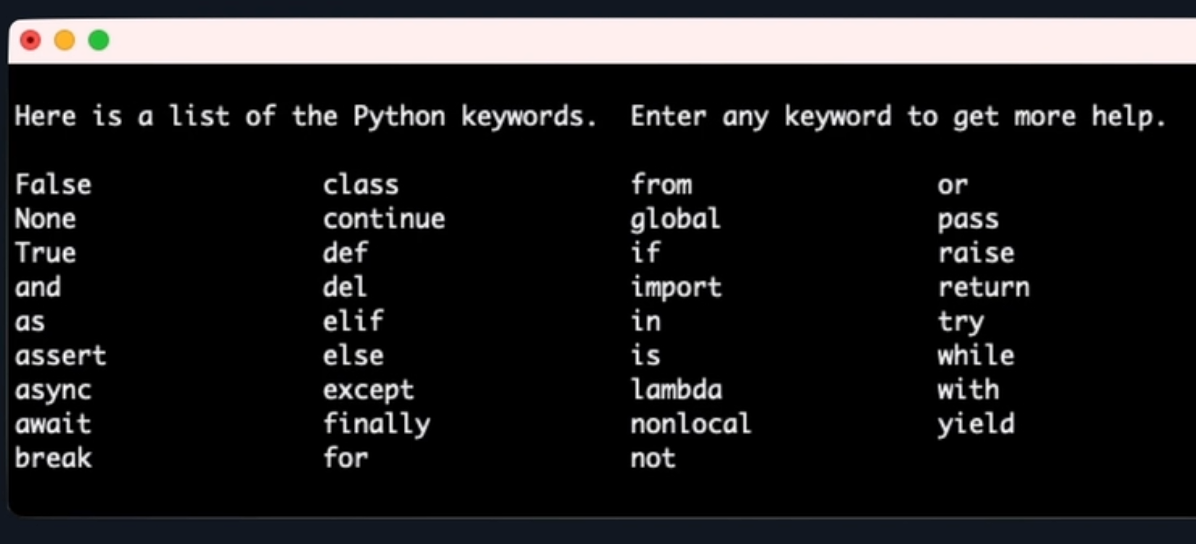 Here is a list of the Python keywords.  Enter any keyword to get more help.
False               class               from                or
None                continue            global              pass
True                def                 if                  raise
and                 del                 import              return
as                  elif                in                  try
assert              else                is                  while
async               except              lambda              with
await               finally             nonlocal            yield
break               for                 not